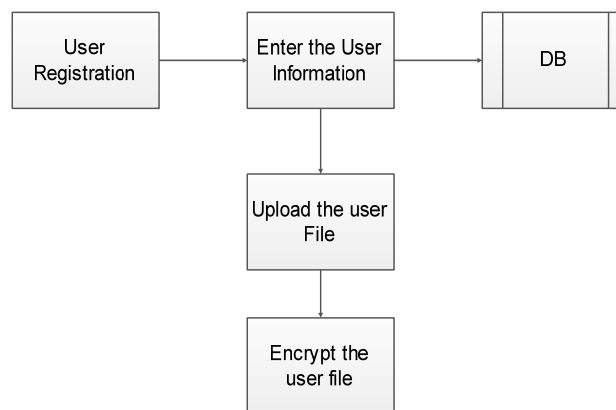 User
Registration
Enter the User
Information
DB
Upload the user
File
Encrypt the
user file